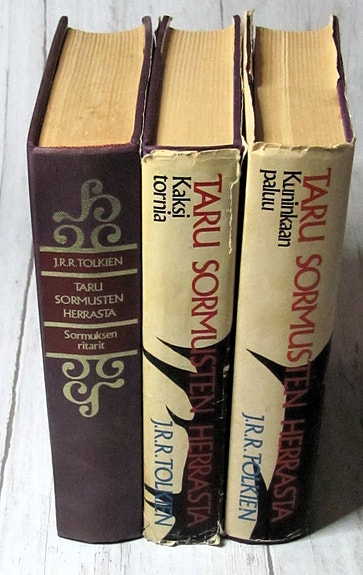 J.R.R. TOLKIEN
TARU
SORMUSTEN
HERRASTA
Sormuksen
ritarit
TARU SORMUSTEN HERRASTA
Kaksi
tornia
J.R.R. TOLKIEN
TARU SORMUSTEN HERRASTA
Kuninkaan
paluu
J.R.R. TOLKIEN